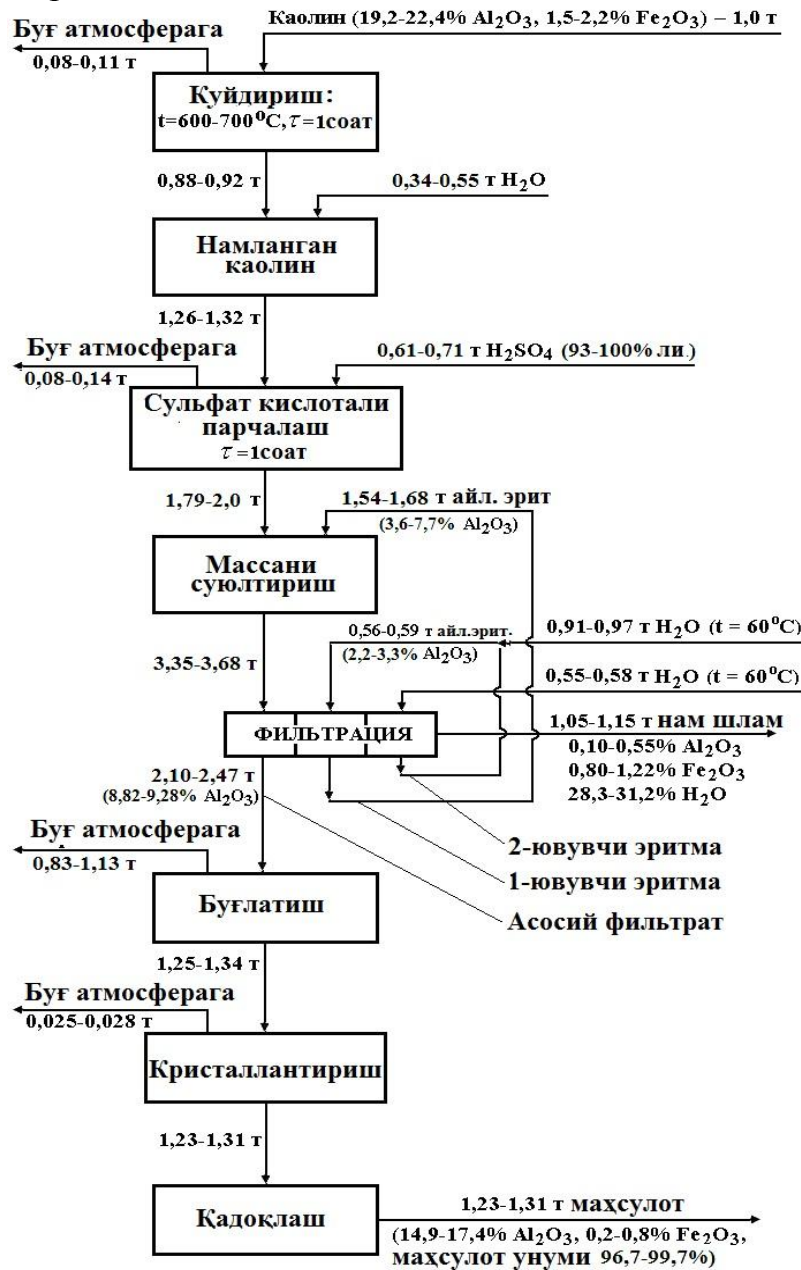 Каолин (19,2-22,4% Al₂O₃, 1,5-2,2% Fe₂O₃) – 1,0 т
Буғ атмосферага
0,08-0,11 т
Куйдириш:
t=600-700⁰C, τ=1соат
0,88-0,92 т
0,34-0,55 т H₂O
Намланган
каолин
1,26-1,32 т
Буғ атмосферага
0,08-0,14 т
0,61-0,71 т H₂SO₄ (93-100% ли.)
Сульфат кислотали
парчалаш
τ =1соат
1,79-2,0 т
1,54-1,68 т айл. эрит
(3,6-7,7% Al₂O₃)
Массани
суюлтириш
0,56-0,59 т айл.эрит.
(2,2-3,3% Al₂O₃)
0,91-0,97 т H₂O (t = 60⁰C)
3,35-3,68 т
0,55-0,58 т H₂O (t = 60⁰C)
ФИЛЬТРАЦИЯ
1,05-1,15 т нам шлам
0,10-0,55% Al₂O₃
0,80-1,22% Fe₂O₃
28,3-31,2% H₂O
2,10-2,47 т
(8,82-9,28% Al₂O₃)
2-ювувчи эритма
1-ювувчи эритма
Асосий фильтрат
Буғ атмосферага
0,83-1,13 т
Буғлатиш
1,25-1,34 т
Буғ атмосферага
0,025-0,028 т
Кристаллантириш
1,23-1,31 т
Қадоқлаш
1,23-1,31 т маҳсулот
(14,9-17,4% Al₂O₃, 0,2-0,8% Fe₂O₃,
маҳсулот унуми 96,7-99,7%)